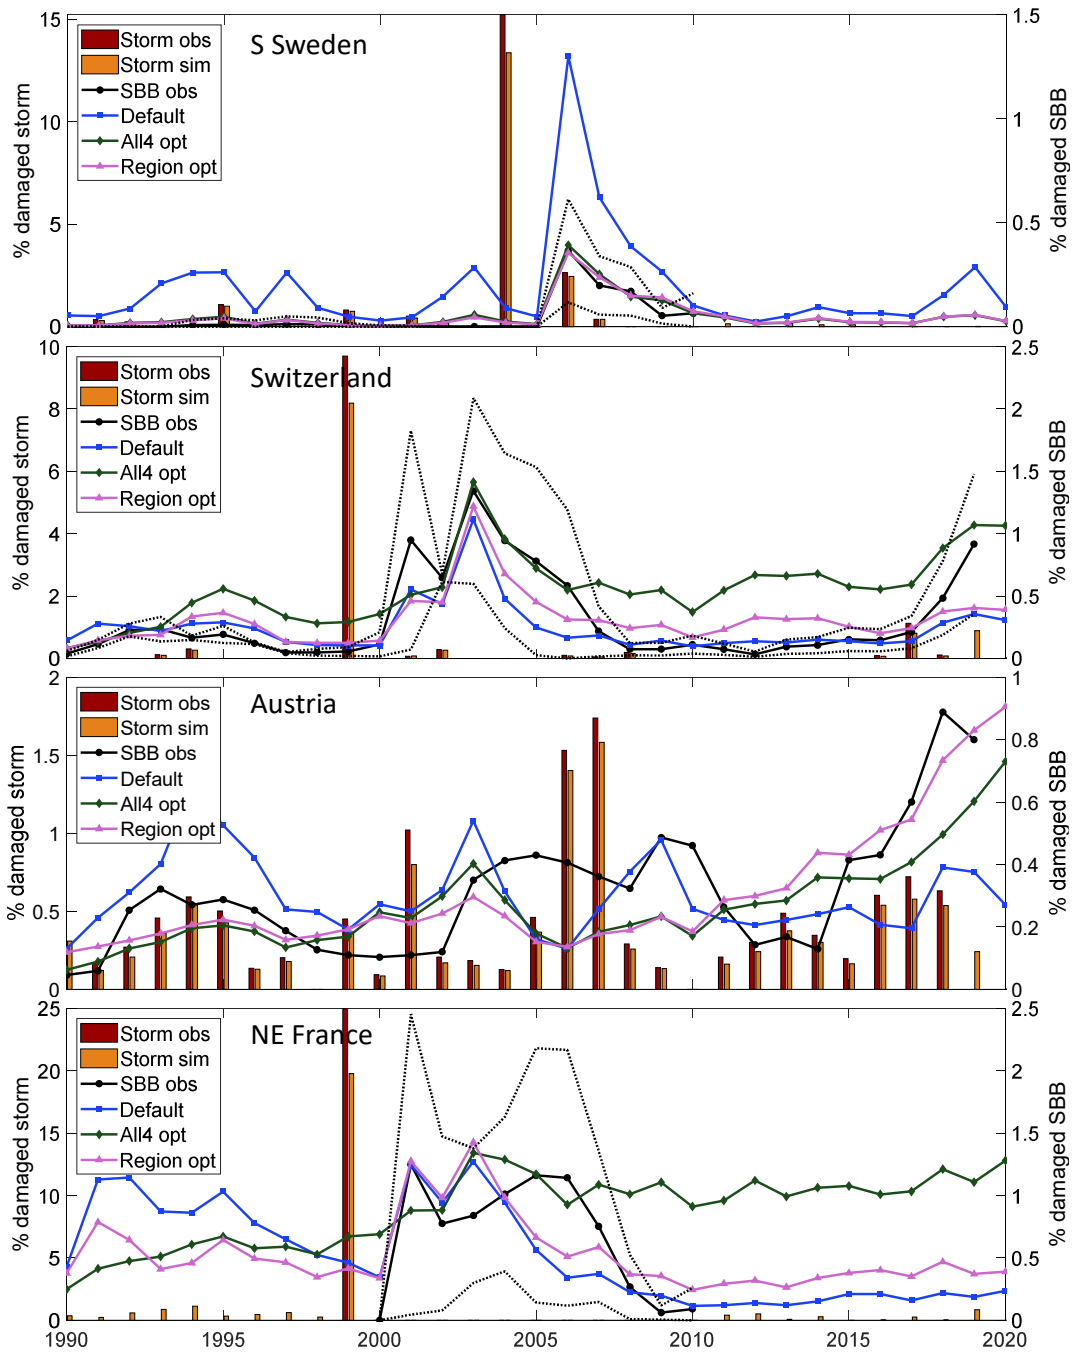 15
10
5
0
% damaged storm
Storm obs
Storm sim
SBB obs
Default
All4 opt
Region opt
S Sweden
1.5
1
0.5
0
% damaged SBB
10
8
6
4
2
0
% damaged storm
Storm obs
Storm sim
SBB obs
Default
All4 opt
Region opt
Switzerland
2.5
2
1.5
1
0.5
0
% damaged SBB
2
1.5
1
0.5
0
% damaged storm
Storm obs
Storm sim
SBB obs
Default
All4 opt
Region opt
Austria
1
0.8
0.6
0.4
0.2
0
% damaged SBB
25
20
15
10
5
0
% damaged storm
Storm obs
Storm sim
SBB obs
Default
All4 opt
Region opt
NE France
2.5
2
1.5
1
0.5
0
% damaged SBB
1990 1995 2000 2005 2010 2015 2020